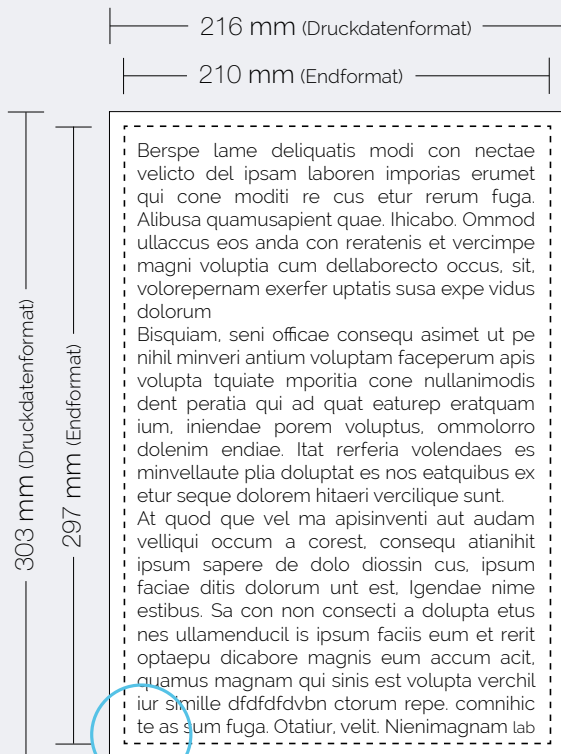 216 mm (Druckdatenformat)
210 mm (Endformat)
303 mm (Druckdatenformat)
297 mm (Endformat)
Berspe lame deliquatis modi con nectae
velicto del ipsam laboren imporias erumet
qui cone moditi re cus etur rerum fuga.
Alibusa quamusapient quae. Ihicabo. Ommod
ullaccus eos anda con reratenis et vercimpe
magni voluptia cum dellaborecto occus, sit,
volorepernam exerfer uptatis susa expe vidus
dolorum
Bisquiam, seni officae consequ asimet ut pe
nihil minveri antium voluptam faceperum apis
volupta tquiate mporitia cone nullanimodis
dent peratia qui ad quat eaturep eratquam
ium, iniendae porem voluptus, ommolorro
dolenim endiae. Itat rerferia volendaes es
minvellaute plia doluptat es nos eatquibus ex
etur seque dolorem hitaeri vercilique sunt.
At quod que vel ma apisinventi aut audam
velliqui occum a corest, consequ atianihit
ipsum sapere de dolo diossin cus, ipsum
faciae ditis dolorum unt est, Igendae nime
estibus. Sa con non consecti a dolupta etus
nes ullamenducil is ipsum faciis eum et rerit
optaepu dicabore magnis eum accum acit,
quamus magnam qui sinis est volupta verchil
iur simille dfdfdfdvbn ctorum repe. comnihic
te as sum fuga. Otatiur, velit. Nienimagnam lab